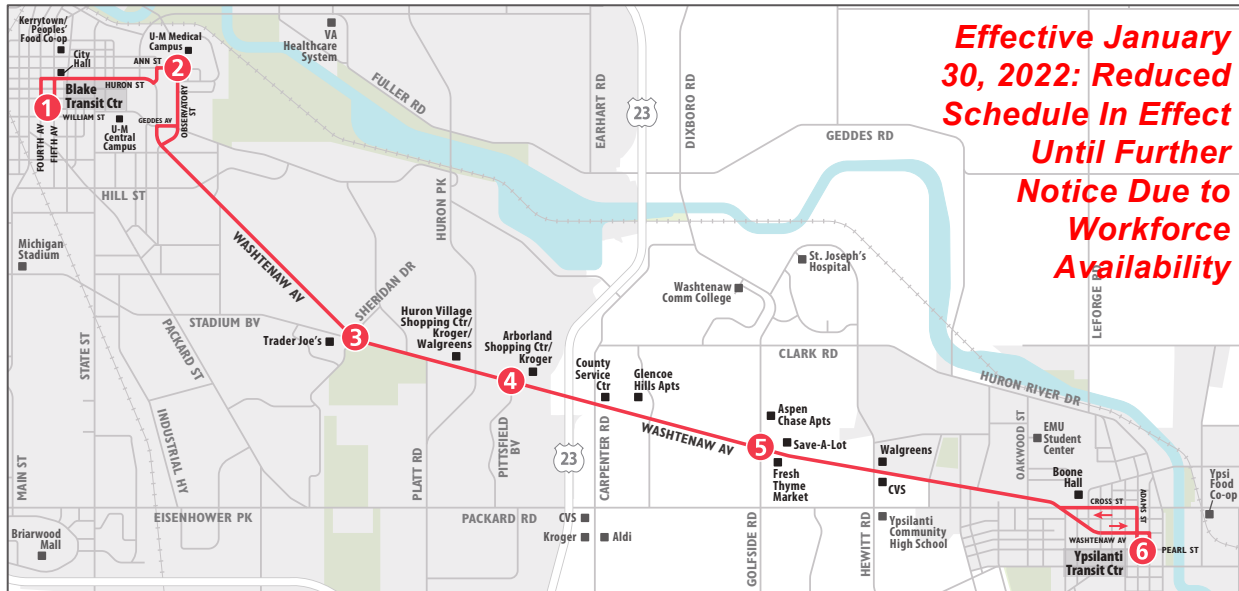 Effective January
30, 2022: Reduced
Schedule In Effect
Until Further
Notice Due to
Workforce
Availability
Kerrytown/
Peoples'
Food Co-op
City
Hall
U-M Medical
Campus
ANN ST
2
HURON ST
1
Blake
Transit Ctr
WILLIAM ST
U-M
Central
Campus
GEDDES AV
OBSERVATORY
ST
FOURTH AV
FIFTH AV
VA
Healthcare
System
FULLER RD
EARHART RD
23
DIXBORO RD
GEDDES RD
HILL ST
HURON PK
Michigan
Stadium
WASHTENAW AV
SHERIDAN DR
STADIUM BV
STATE ST
PACKARD ST
Trader Joe's
3
Huron Village
Shopping Ctr/
Kroger/
Walgreens
Arborland
Shopping Ctr/
Kroger
4
Washtenaw
Comm College
St. Joseph's
Hospital
LEFORGE RD
CLARK RD
County
Service
Ctr
Glencoe
Hills Apts
HURON RIVER DR
Aspen
Chase Apts
WASHTENAW AV
5
Save-A-Lot
Fresh
Thyme
Market
Walgreens
CVS
OAKWOOD ST
EMU
Student
Center
Boone
Hall
Ypsi
Food
Co-op
MAIN ST
INDUSTRIAL HY
PLATT RD
PITTSFIELD
BV
23
CARPENTER RD
GOLFSIDE RD
HEWITT RD
CROSS ST
ADAMS ST
WASHTENAW AV
6
PEARL ST
Ypsilanti
Transit Ctr
EISENHOWER PK
PACKARD RD
CVS
Kroger
Aldi
Ypsilanti
Community
High School
Briarwood
Mall